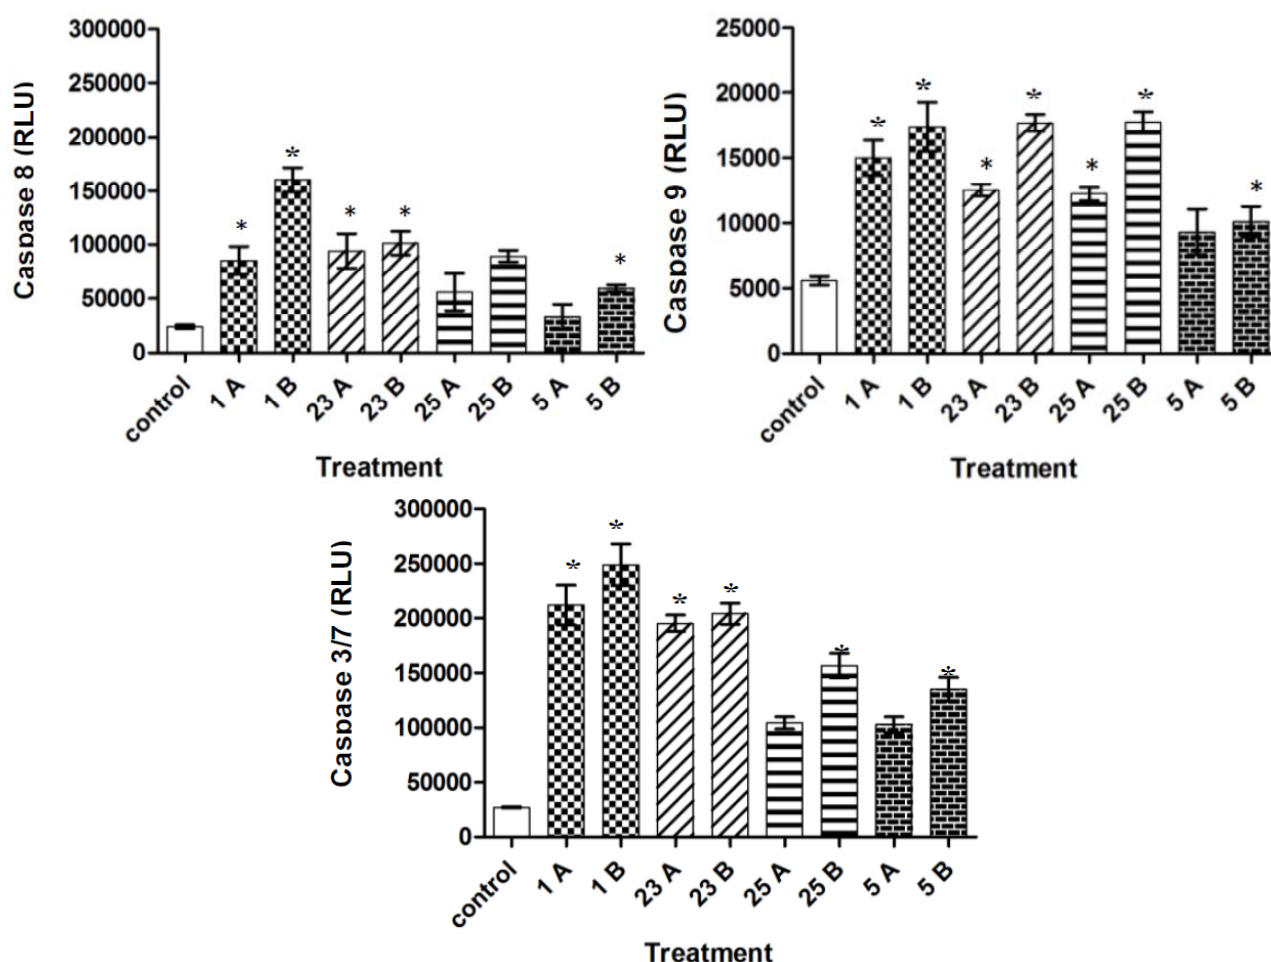 Caspase 8 (RLU)
300000
250000
200000
150000
100000
50000
0
* * * * *
control 1 A 1 B 23 A 23 B 25 A 25 B 5 A 5 B
Treatment
Caspase 9 (RLU)
25000
20000
15000
10000
5000
0
* * * * * * *
control 1 A 1 B 23 A 23 B 25 A 25 B 5 A 5 B
Treatment
Caspase 3/7 (RLU)
300000
250000
200000
150000
100000
50000
0
* * * * * *
control 1 A 1 B 23 A 23 B 25 A 25 B 5 A 5 B
Treatment